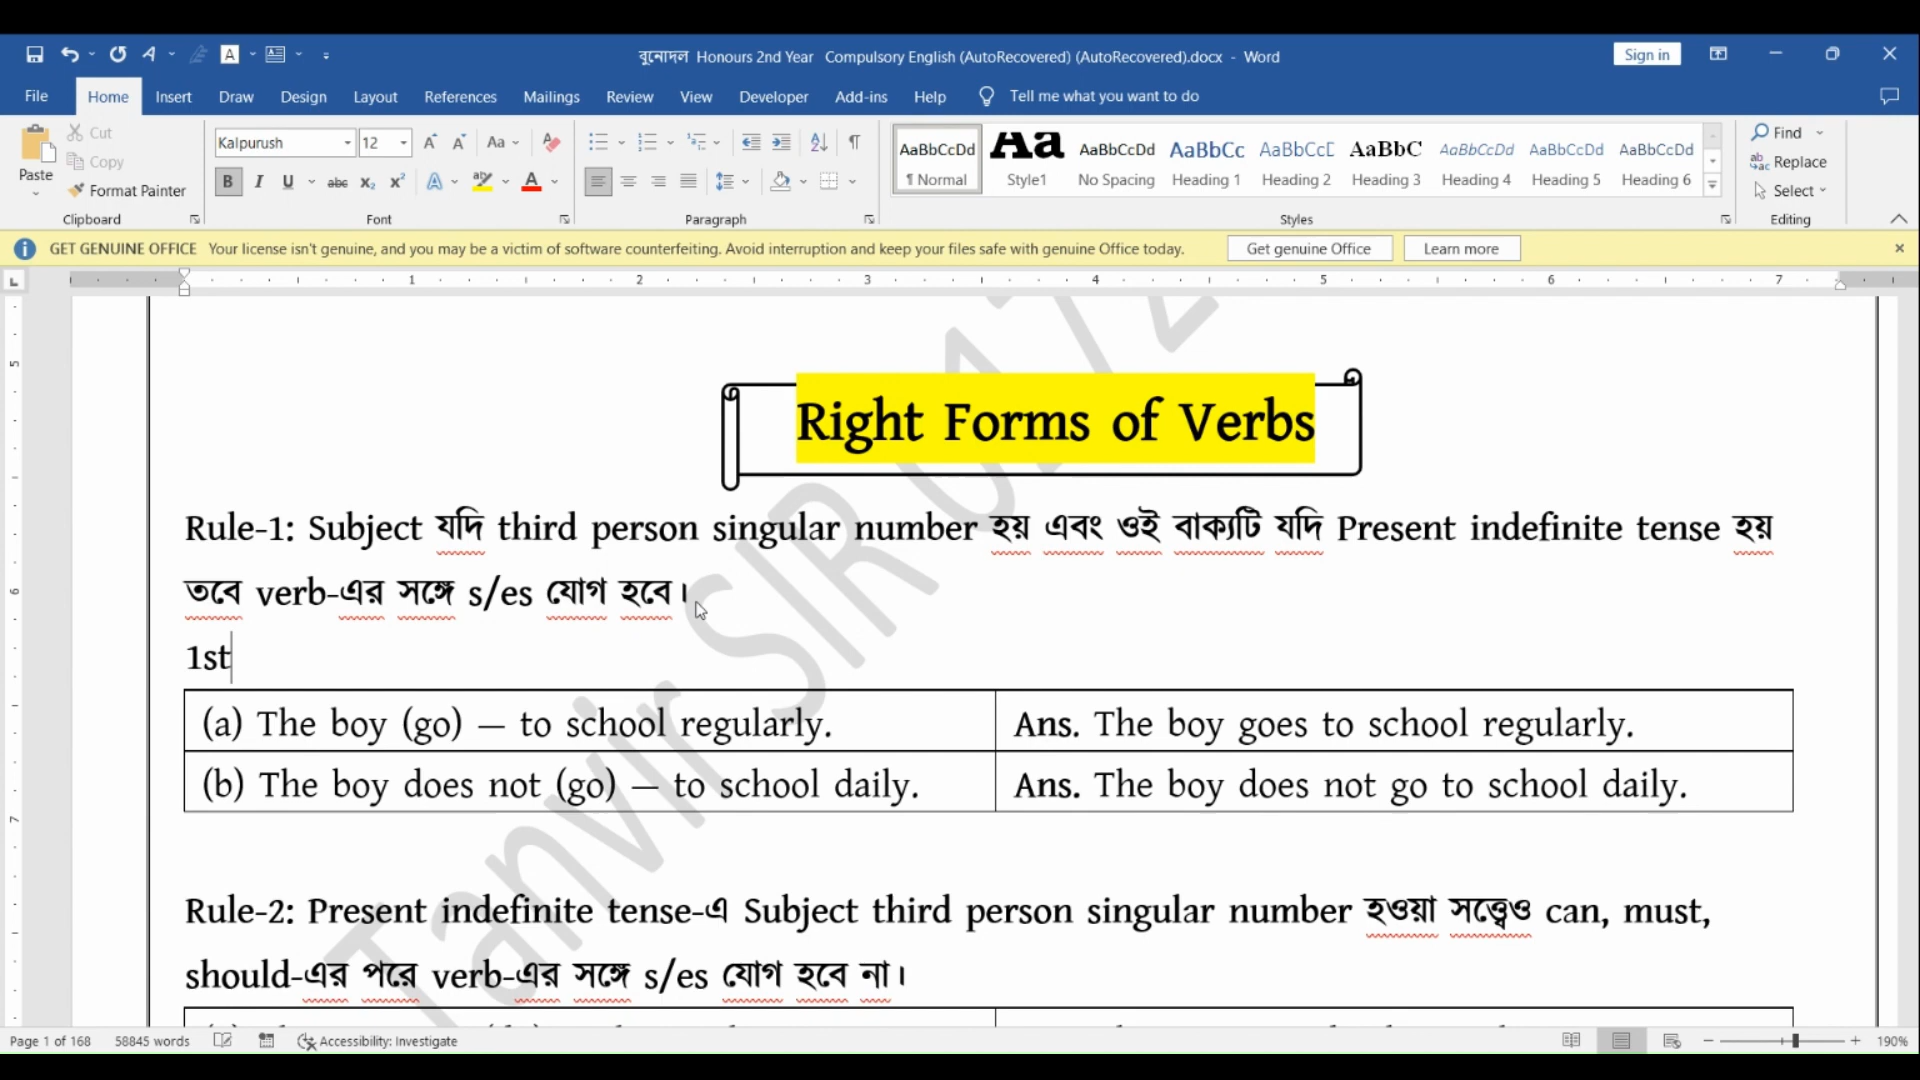 বুনোদল Honours 2nd Year Compulsory English (AutoRecovered) (AutoRecovered).docx - Word
Sign in
File Home Insert Draw Design Layout References Mailings Review View Developer Add-ins Help Tell me what you want to do
Paste
Cut
Copy
Format Painter
Clipboard
Kalpurush 12
Font
Paragraph
AaBbCcDd ¶ Normal
Aa Style1
AaBbCcDd No Spacing
AaBbCc Heading 1
AaBbCcD Heading 2
AaBbC Heading 3
AaBbCcDd Heading 4
AaBbCcDd Heading 5
AaBbCcDd Heading 6
Styles
Find
Replace
Select
Editing
GET GENUINE OFFICE Your license isn't genuine, and you may be a victim of software counterfeiting. Avoid interruption and keep your files safe with genuine Office today. Get genuine Office Learn more
1 2 3 4 5 6 7
Right Forms of Verbs
Rule-1: Subject যদি third person singular number হয় এবং ওই বাক্যটি যদি Present indefinite tense হয়
তবে verb-এর সঙ্গে s/es যোগ হবে।
1st
(a) The boy (go) — to school regularly. Ans. The boy goes to school regularly.
(b) The boy does not (go) — to school daily. Ans. The boy does not go to school daily.
Rule-2: Present indefinite tense-এ Subject third person singular number হওয়া সত্ত্বেও can, must,
should-এর পরে verb-এর সঙ্গে s/es যোগ হবে না।
Tanvir SIR
Page 1 of 168 58845 words Accessibility: Investigate 190%